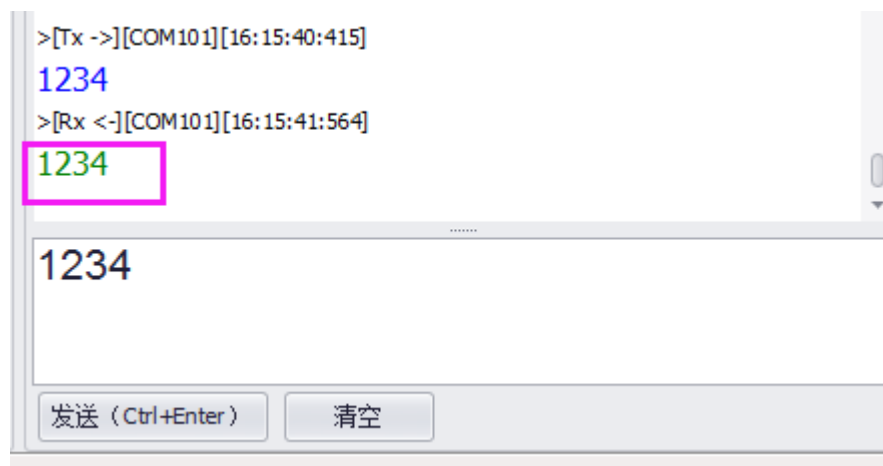 >[Tx ->][COM101][16:15:40:415]
1234
>[Rx <-][COM101][16:15:41:564]
1234
1234
发送（Ctrl+Enter） 清空